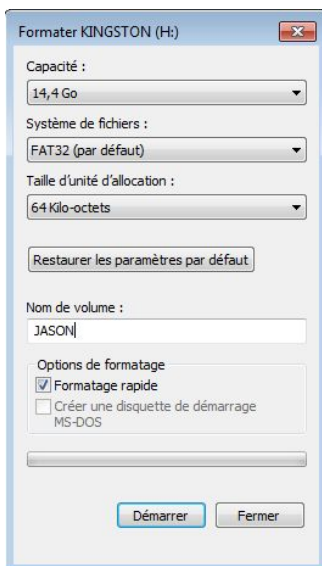 Formater KINGSTON (H:)
Capacité :
14,4 Go
Système de fichiers :
FAT32 (par défaut)
Taille d'unité d'allocation :
64 Kilo-octets
Restaurer les paramètres par défaut
Nom de volume :
JASON
Options de formatage
Formatage rapide
Créer une disquette de démarrage
MS-DOS
Démarrer
Fermer